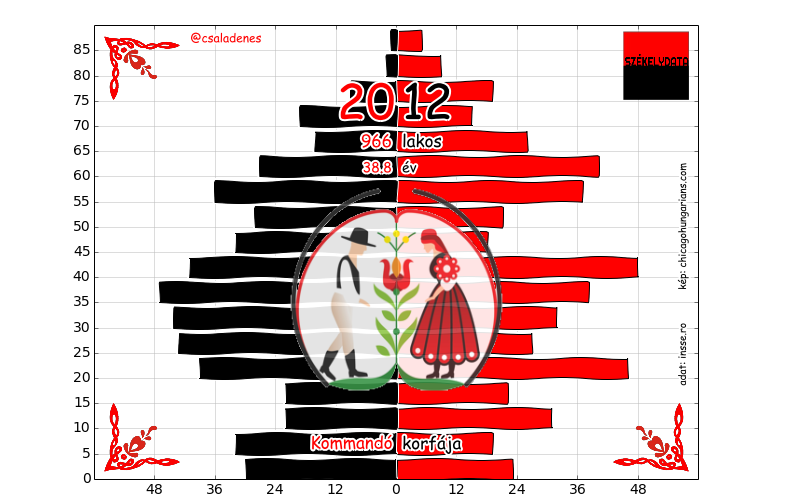 @csaladenes
SZÉKELYDATA
2012
966 lakos
38.8 év
Kommandó korfája
kép: chicagohungarians.com
adat: insse.ro
85
80
75
70
65
60
55
50
45
40
35
30
25
20
15
10
5
0
48 36 24 12 0 12 24 36 48